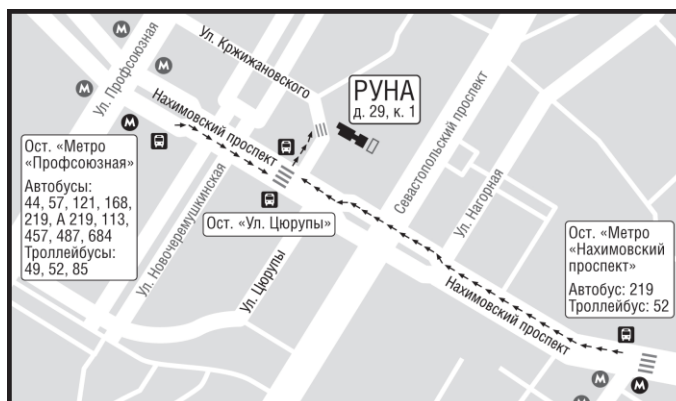 М
М
М
М
Ул. Кржижановского
Ул. Профсоюзная
Нахимовский проспект
РУНА
д. 29, к. 1
Севастопольский проспект
Ост. «Метро
«Профсоюзная»
Автобусы:
44, 57, 121, 168,
219, А 219, 113,
457, 487, 684
Троллейбусы:
49, 52, 85
Ул. Новочеремушкинская
Ост. «Ул. Цюрупы»
Ул. Цюрупы
Ул. Нагорная
Ост. «Метро
«Нахимовский
проспект»
Автобус: 219
Троллейбус: 52
Нахимовский проспект
М
М
М